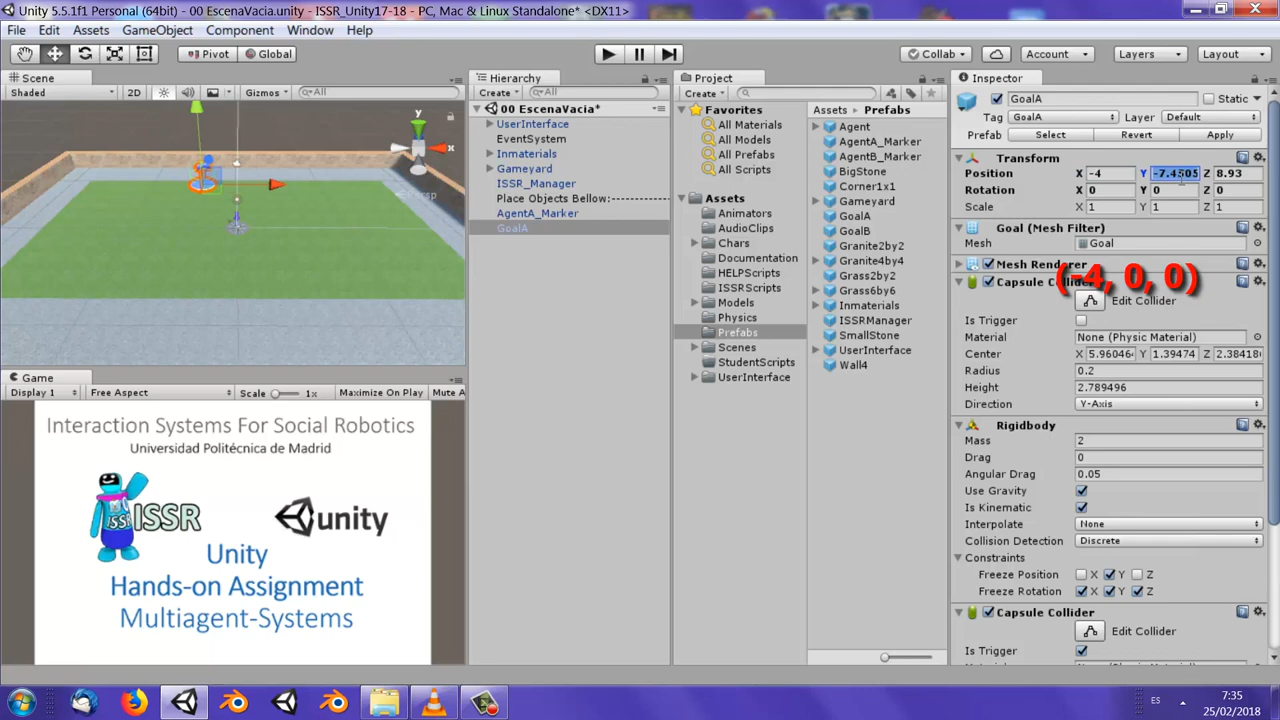 Unity 5.5.1f1 Personal (64bit) - 00 EscenaVacia.unity - ISSR_Unity17-18 - PC, Mac & Linux Standalone* <DX11>
File Edit Assets GameObject Component Window Help
Pivot Global Collab Account Layers Layout
Scene
Shaded 2D Gizmos All
y
x
Persp
Game
Display 1 Free Aspect Scale 1x Maximize On Play Mute A
Interaction Systems For Social Robotics
Universidad Politécnica de Madrid
ISSR
ISSR
unity
Unity
Hands-on Assignment
Multiagent-Systems
Hierarchy
Create All
00 EscenaVacia*
UserInterface
EventSystem
Inmaterials
Gameyard
ISSR_Manager
Place Objects Bellow:
AgentA_Marker
GoalA
Project
Create
Favorites
All Materials
All Models
All Prefabs
All Scripts
Assets
Animators
AudioClips
Chars
Documentation
HELPScripts
ISSRScripts
Models
Physics
Prefabs
Scenes
StudentScripts
UserInterface
Assets Prefabs
Agent
AgentA_Marker
AgentB_Marker
BigStone
Corner1x1
Gameyard
GoalA
GoalB
Granite2by2
Granite4by4
Grass2by2
Grass6by6
Inmaterials
ISSRManager
SmallStone
UserInterface
Wall4
Inspector
GoalA Static
Tag GoalA Layer Default
Prefab Select Revert Apply
Transform
Position X -4 Y -7.4505 Z 8.93
Rotation X 0 Y 0 Z 0
Scale X 1 Y 1 Z 1
Goal (Mesh Filter)
Mesh Goal
Mesh Renderer
(-4, 0, 0)
Capsule Collider
Edit Collider
Is Trigger
Material None (Physic Material)
Center X 5.96046 Y 1.39474 Z 2.38418
Radius 0.2
Height 2.789496
Direction Y-Axis
Rigidbody
Mass 2
Drag 0
Angular Drag 0.05
Use Gravity
Is Kinematic
Interpolate None
Collision Detection Discrete
Constraints
Freeze Position X Y Z
Freeze Rotation X Y Z
Capsule Collider
Edit Collider
Is Trigger
ES
7:35
25/02/2018